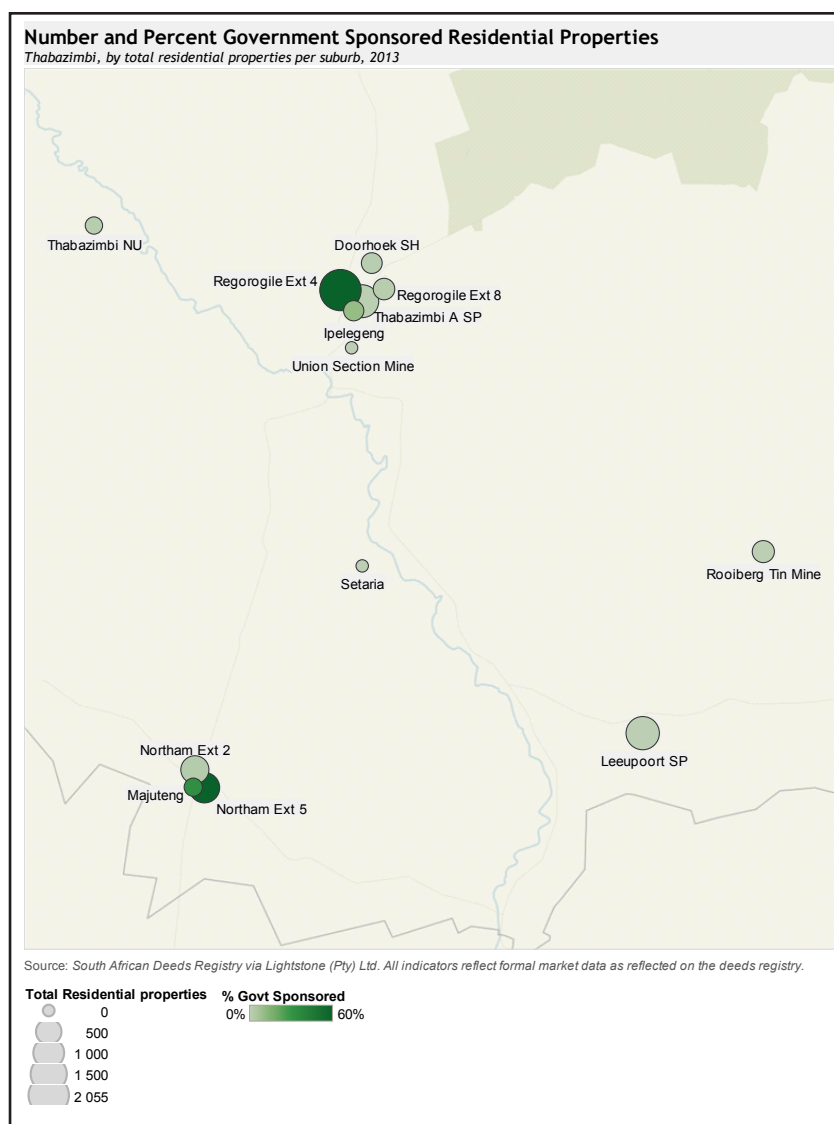 Number and Percent Government Sponsored Residential Properties
Thabazimbi, by total residential properties per suburb, 2013
Thabazimbi NU
Doorhoek SH
Regorogile Ext 4
Regorogile Ext 8
Thabazimbi A SP
Ipelegeng
Union Section Mine
Setaria
Rooiberg Tin Mine
Northam Ext 2
Leeupoort SP
Majuteng
Northam Ext 5
Source: South African Deeds Registry via Lightstone (Pty) Ltd. All indicators reflect formal market data as reflected on the deeds registry.
Total Residential properties
0
500
1 000
1 500
2 055
% Govt Sponsored
0% 60%